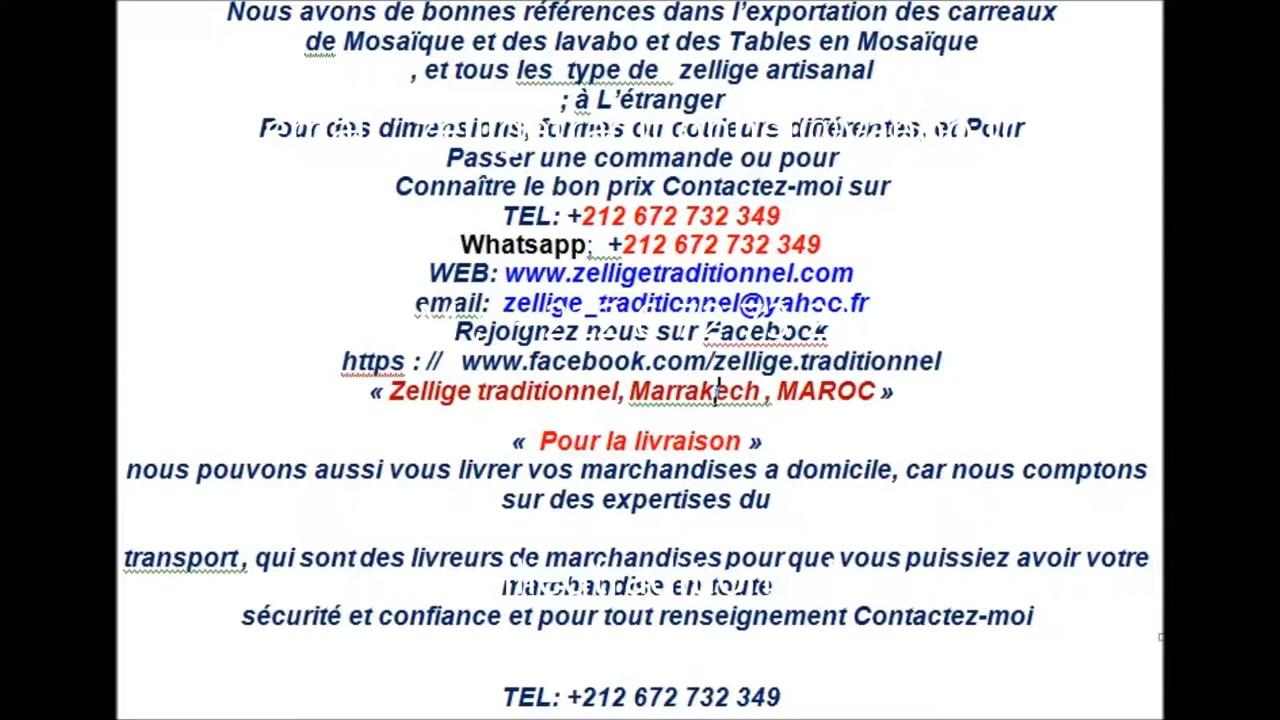 Nous avons de bonnes références dans l’exportation des carreaux
de Mosaïque et des lavabo et des Tables en Mosaïque
, et tous les type de zellige artisanal
; à L’étranger
Pour des dimensions, formes ou couleurs différentes, ou Pour
Passer une commande ou pour
Connaître le bon prix Contactez-moi sur
TEL: +212 672 732 349
Whatsapp; +212 672 732 349
WEB: www.zelligetraditionnel.com
email: zellige_traditionnel@yahoo.fr
Rejoignez nous sur Facebook
https : // www.facebook.com/zellige.traditionnel
« Zellige traditionnel, Marrakech , MAROC »
« Pour la livraison »
nous pouvons aussi vous livrer vos marchandises a domicile, car nous comptons
sur des expertises du
transport , qui sont des livreurs de marchandises pour que vous puissiez avoir votre
marchandise en toute
sécurité et confiance et pour tout renseignement Contactez-moi
TEL: +212 672 732 349